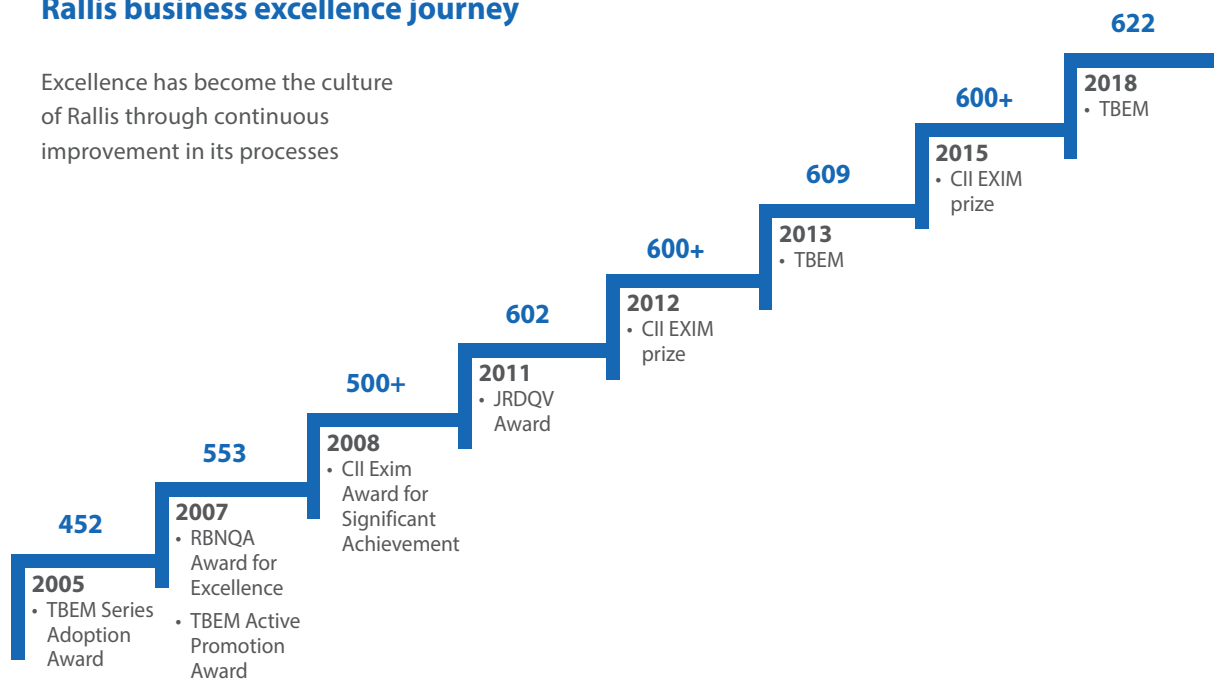 Rallis business excellence journey
Excellence has become the culture
of Rallis through continuous
improvement in its processes
452
2005
• TBEM Series
Adoption
Award
553
2007
• RBNQA
Award for
Excellence
• TBEM Active
Promotion
Award
500+
2008
• CII Exim
Award for
Significant
Achievement
602
2011
• JRDQV
Award
600+
2012
• CII EXIM
prize
609
2013
• TBEM
600+
2015
• CII EXIM
prize
622
2018
• TBEM